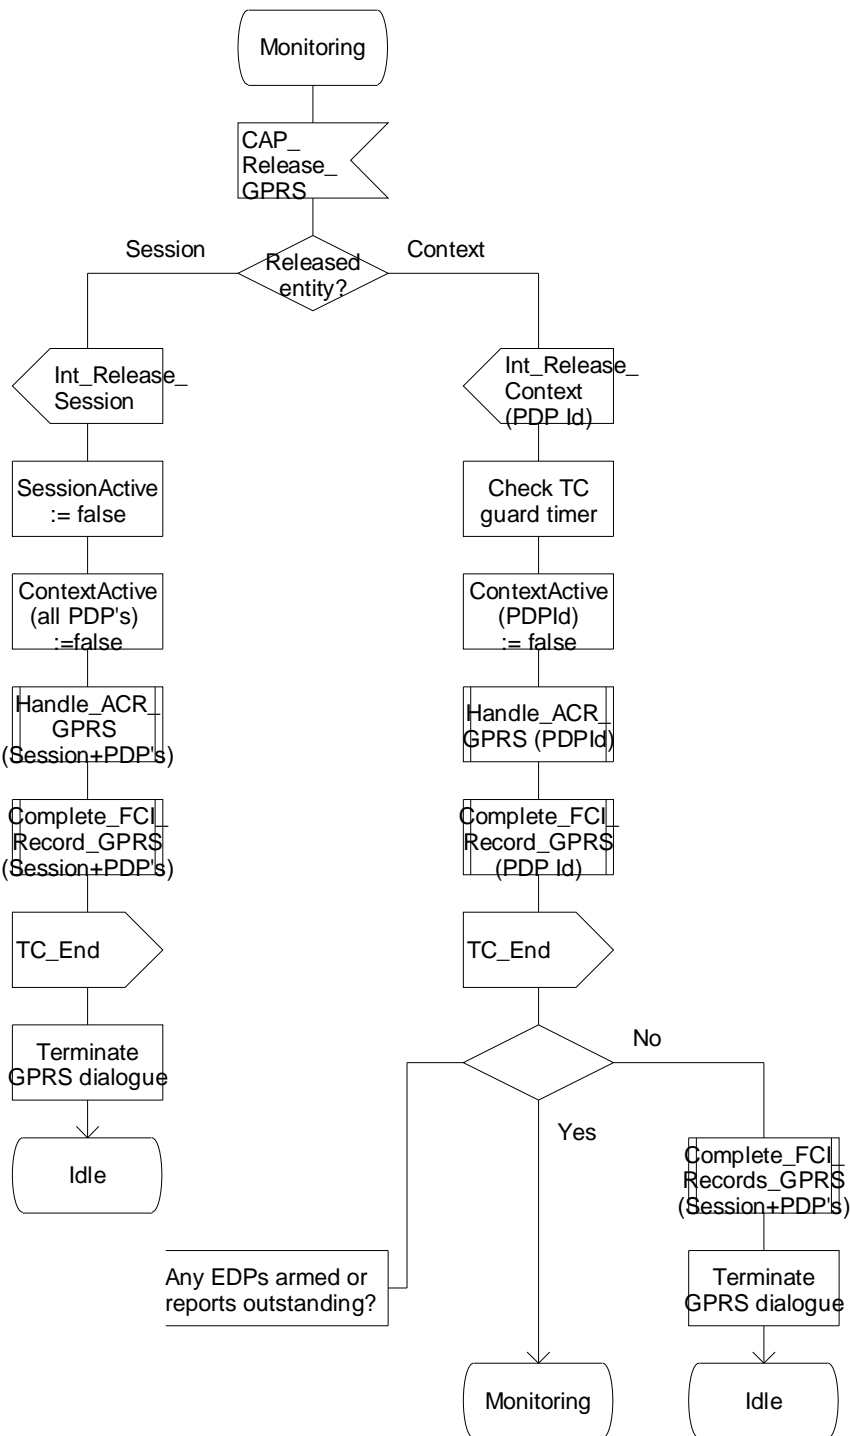 Monitoring
CAP_
Release_
GPRS
Session
Released
entity?
Context
Int_Release_
Session
Int_Release_
Context
(PDP Id)
SessionActive
:= false
Check TC
guard timer
ContextActive
(all PDP's)
:=false
ContextActive
(PDPId)
:= false
Handle_ACR_
GPRS
(Session+PDP's)
Handle_ACR_
GPRS (PDPId)
Complete_FCI_
Record_GPRS
(Session+PDP's)
Complete_FCI_
Record_GPRS
(PDP Id)
TC_End
TC_End
Terminate
GPRS dialogue
No
Yes
Idle
Complete_FCI_
Records_GPRS
(Session+PDP's)
Any EDPs armed or
reports outstanding?
Terminate
GPRS dialogue
Monitoring
Idle